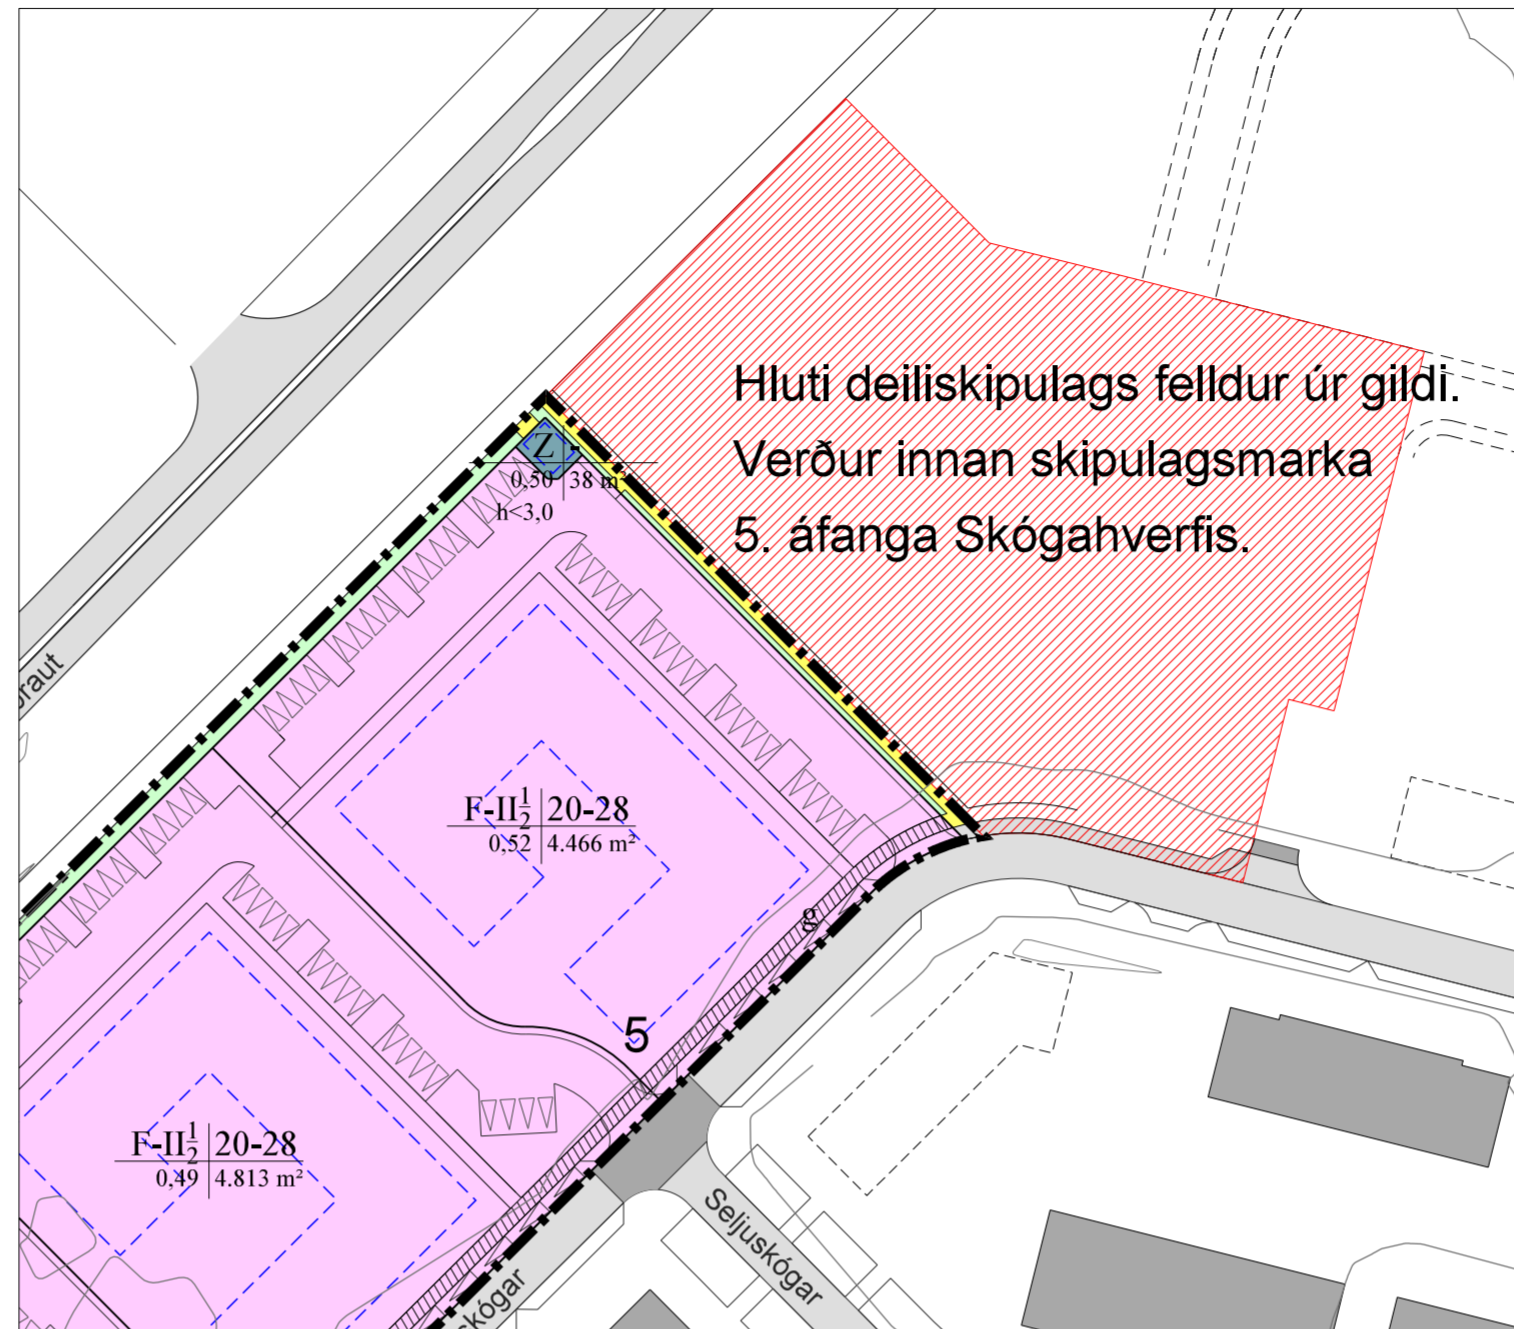 Hluti deiliskipulags felldur úr gildi.
Verður innan skipulagsmarka
5. áfanga Skógahverfis.
Z -
0,50 38 m²
h<3,0
braut
F-II½ 20-28
0,52 4.466 m²
g
5
F-II½ 20-28
0,49 4.813 m²
Seljuskógar
skógar